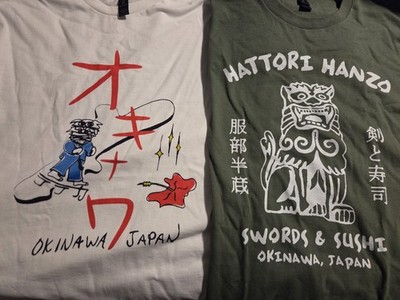 オキナワ
OKINAWA JAPAN
HATTORI HANZO
服部半蔵
剣と寿司
SWORDS & SUSHI
OKINAWA, JAPAN